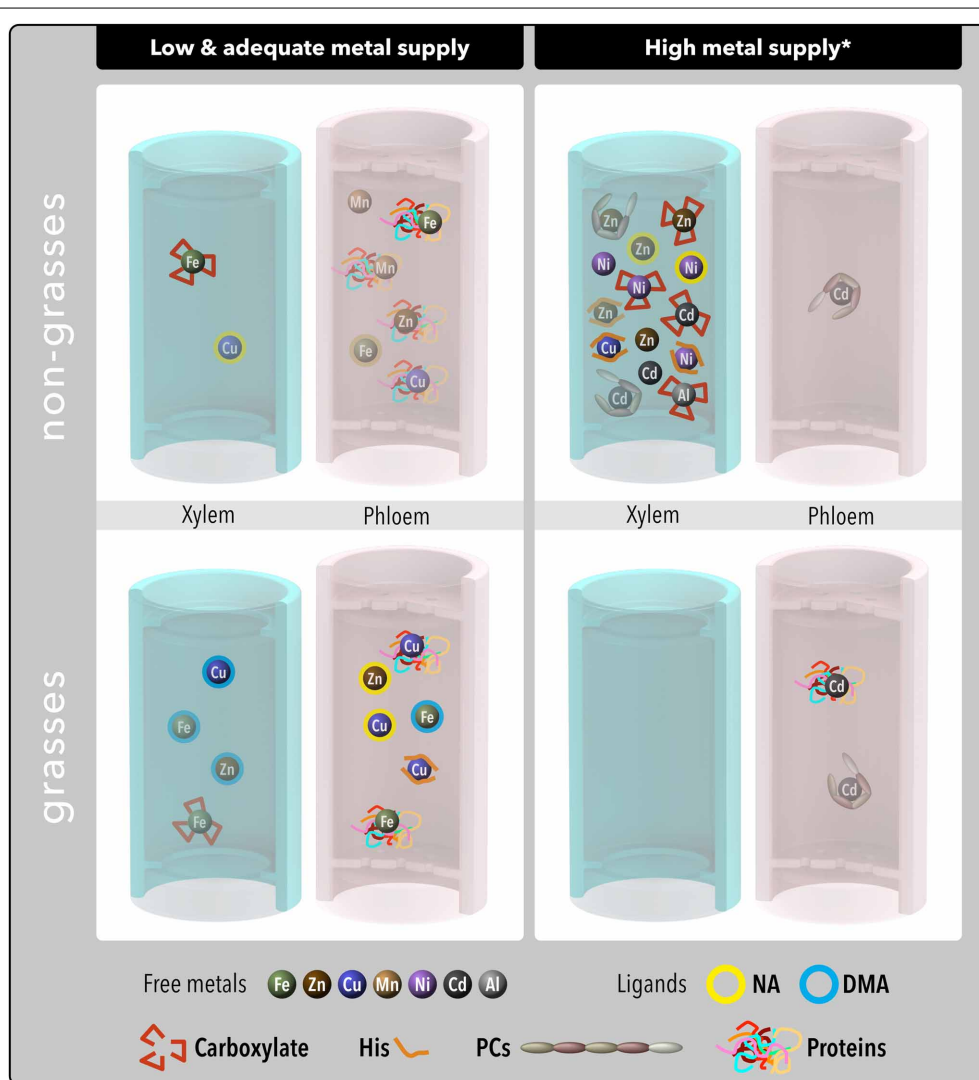 Low & adequate metal supply
High metal supply*
non-grasses
Fe
Cu
Mn
Fe
Mn
Zn
Fe
Cu
Zn
Zn
Zn
Ni
Ni
Ni
Cd
Zn
Cu
Zn
Ni
Cd
Cd
Al
Cd
Xylem
Phloem
Xylem
Phloem
grasses
Cu
Fe
Zn
Fe
Cu
Zn
Cu
Fe
Cu
Fe
Cd
Cd
Free metals Fe Zn Cu Mn Ni Cd Al
Ligands NA DMA
Carboxylate His PCs Proteins